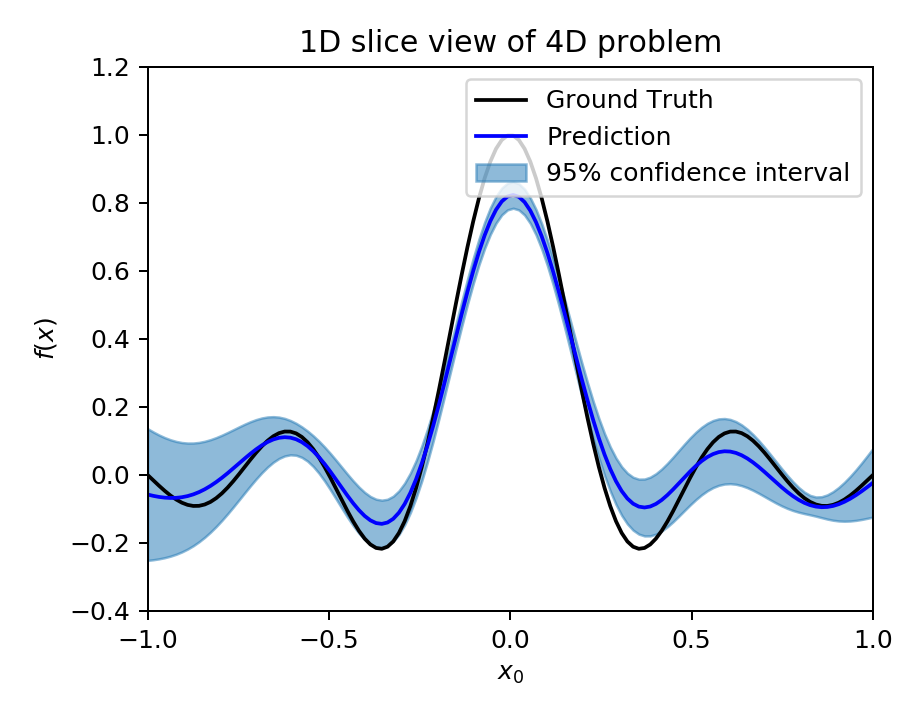 1D slice view of 4D problem
1.2
1.0
0.8
0.6
0.4
0.2
0.0
−0.2
−0.4
f(x)
Ground Truth
Prediction
95% confidence interval
−1.0 −0.5 0.0 0.5 1.0
x₀